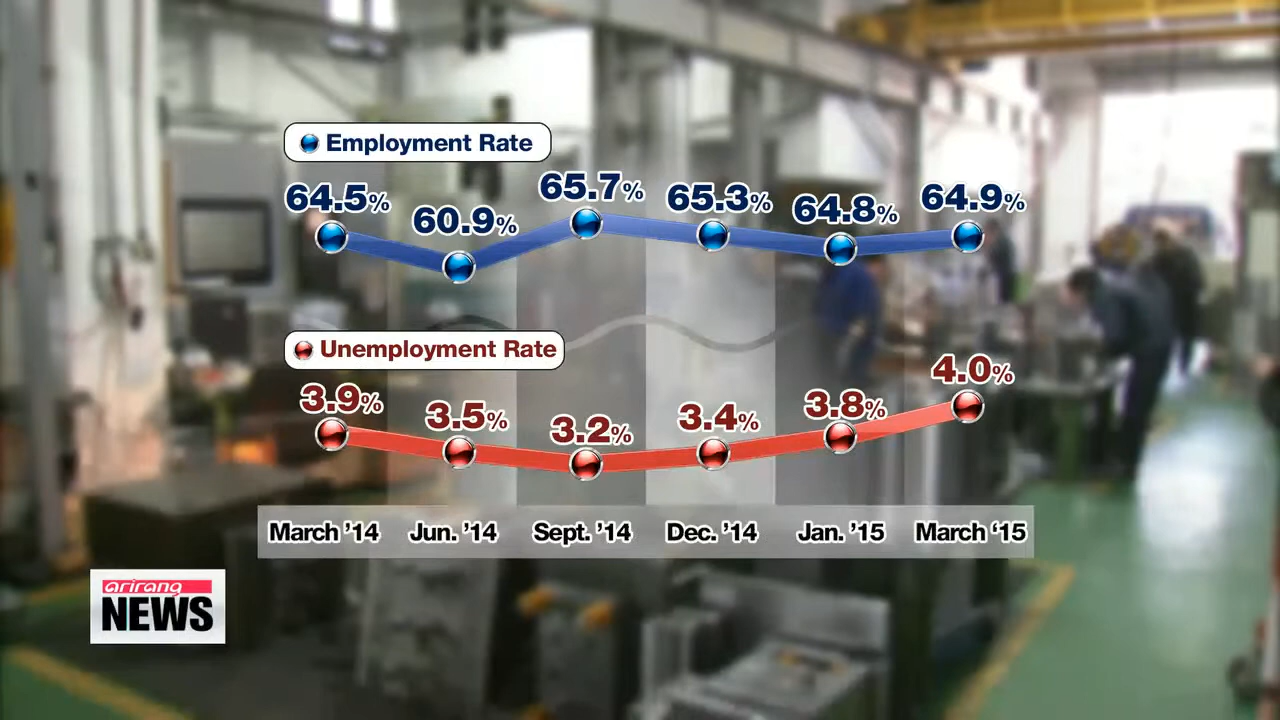 Employment Rate
64.5% 60.9% 65.7% 65.3% 64.8% 64.9%
Unemployment Rate
3.9% 3.5% 3.2% 3.4% 3.8% 4.0%
March ’14 Jun. ’14 Sept. ’14 Dec. ’14 Jan. ’15 March ‘15
arirang
NEWS